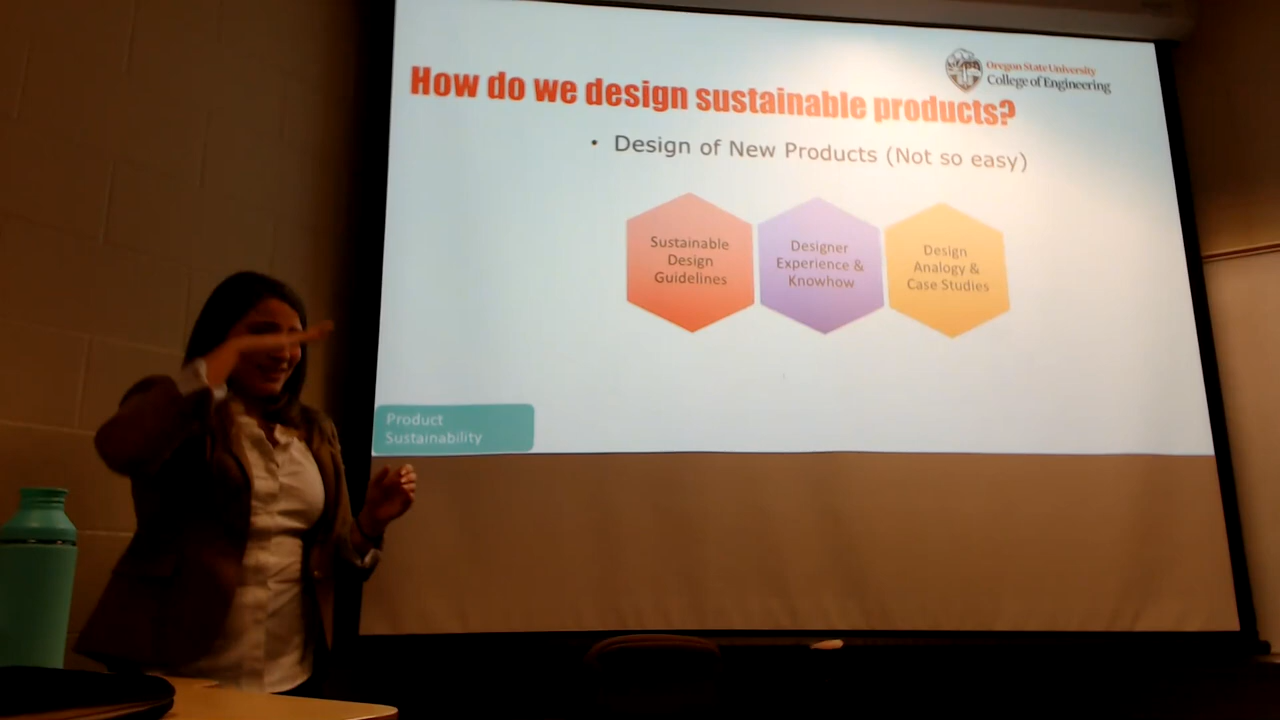 Oregon State University
College of Engineering
How do we design sustainable products?
• Design of New Products (Not so easy)
Sustainable
Design
Guidelines
Designer
Experience &
Knowhow
Design
Analogy &
Case Studies
Product
Sustainability